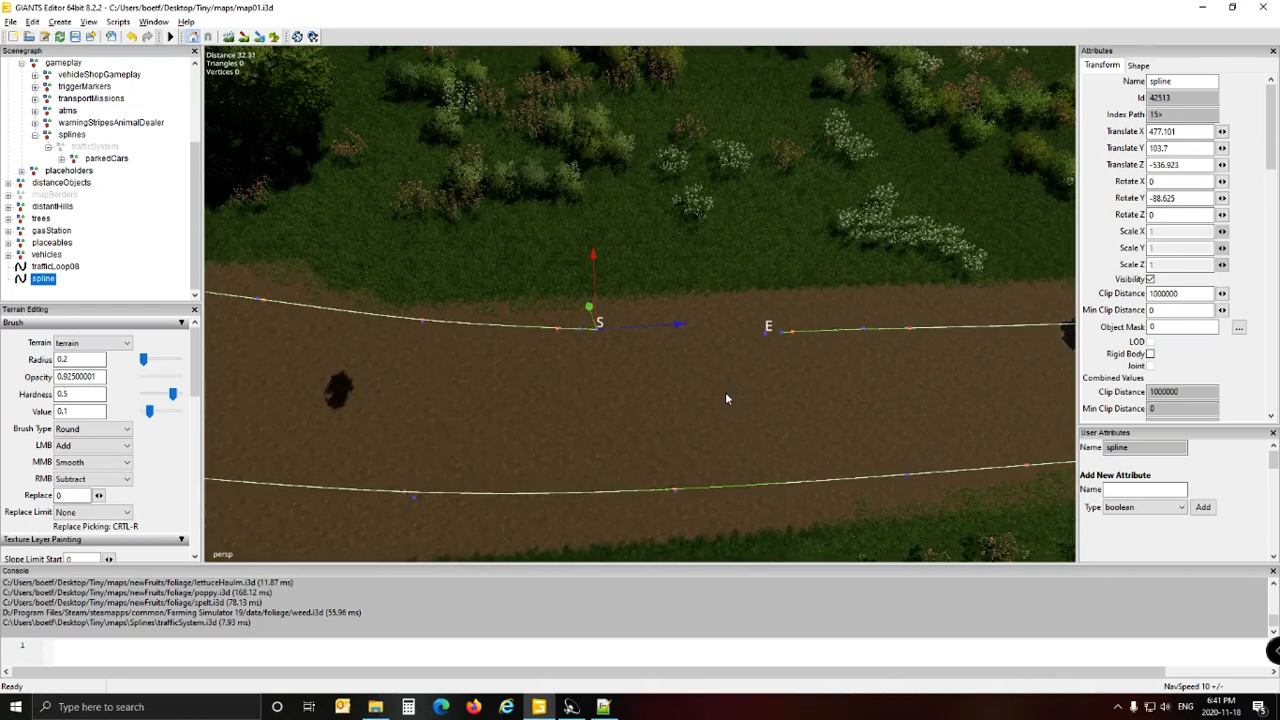 GIANTS Editor 64bit 8.2.2 - C:/Users/boetf/Desktop/Tiny/maps/map01.i3d
File Edit Create View Scripts Window Help
Scenegraph
gameplay
vehicleShopGameplay
triggerMarkers
transportMissions
atms
warningStripesAnimalDealer
splines
trafficSystem
parkedCars
placeholders
distanceObjects
mapBorders
distantHills
trees
gasStation
placeables
vehicles
trafficLoop08
spline
Terrain Editing
Brush
Terrain: terrain
Radius 0.2
Opacity 0.92500001
Hardness 0.5
Value 0.1
Brush Type Round
LMB Add
MMB Smooth
RMB Subtract
Replace 0
Replace Limit None
Replace Picking: CRTL-R
Texture Layer Painting
Slope Limit Start 0
Distance 32.31
Triangles 0
Vertices 0
S
E
persp
Attributes
Transform Shape
Name spline
Id 42513
Index Path 15>
Translate X 477.101
Translate Y 103.7
Translate Z -536.923
Rotate X 0
Rotate Y -88.625
Rotate Z 0
Scale X 1
Scale Y 1
Scale Z 1
Visibility
Clip Distance 1000000
Min Clip Distance 0
Object Mask 0 ...
LOD
Rigid Body
Joint
Combined Values
Clip Distance 1000000
Min Clip Distance 0
User Attributes
Name spline
Add New Attribute
Name
Type boolean Add
Console
C:/Users/boetf/Desktop/Tiny/maps/newFruits/foliage/lettuceHaulm.i3d (11.87 ms)
C:/Users/boetf/Desktop/Tiny/maps/newFruits/foliage/poppy.i3d (168.12 ms)
C:/Users/boetf/Desktop/Tiny/maps/newFruits/foliage/spelt.i3d (78.13 ms)
D:/Program Files/Steam/steamapps/common/Farming Simulator 19/data/foliage/weed.i3d (55.96 ms)
C:\Users\boetf\Desktop\Tiny\maps\Splines\trafficSystem.i3d (7.93 ms)
1
Ready
NavSpeed 10 +/-
Type here to search
ENG
6:41 PM
2020-11-18